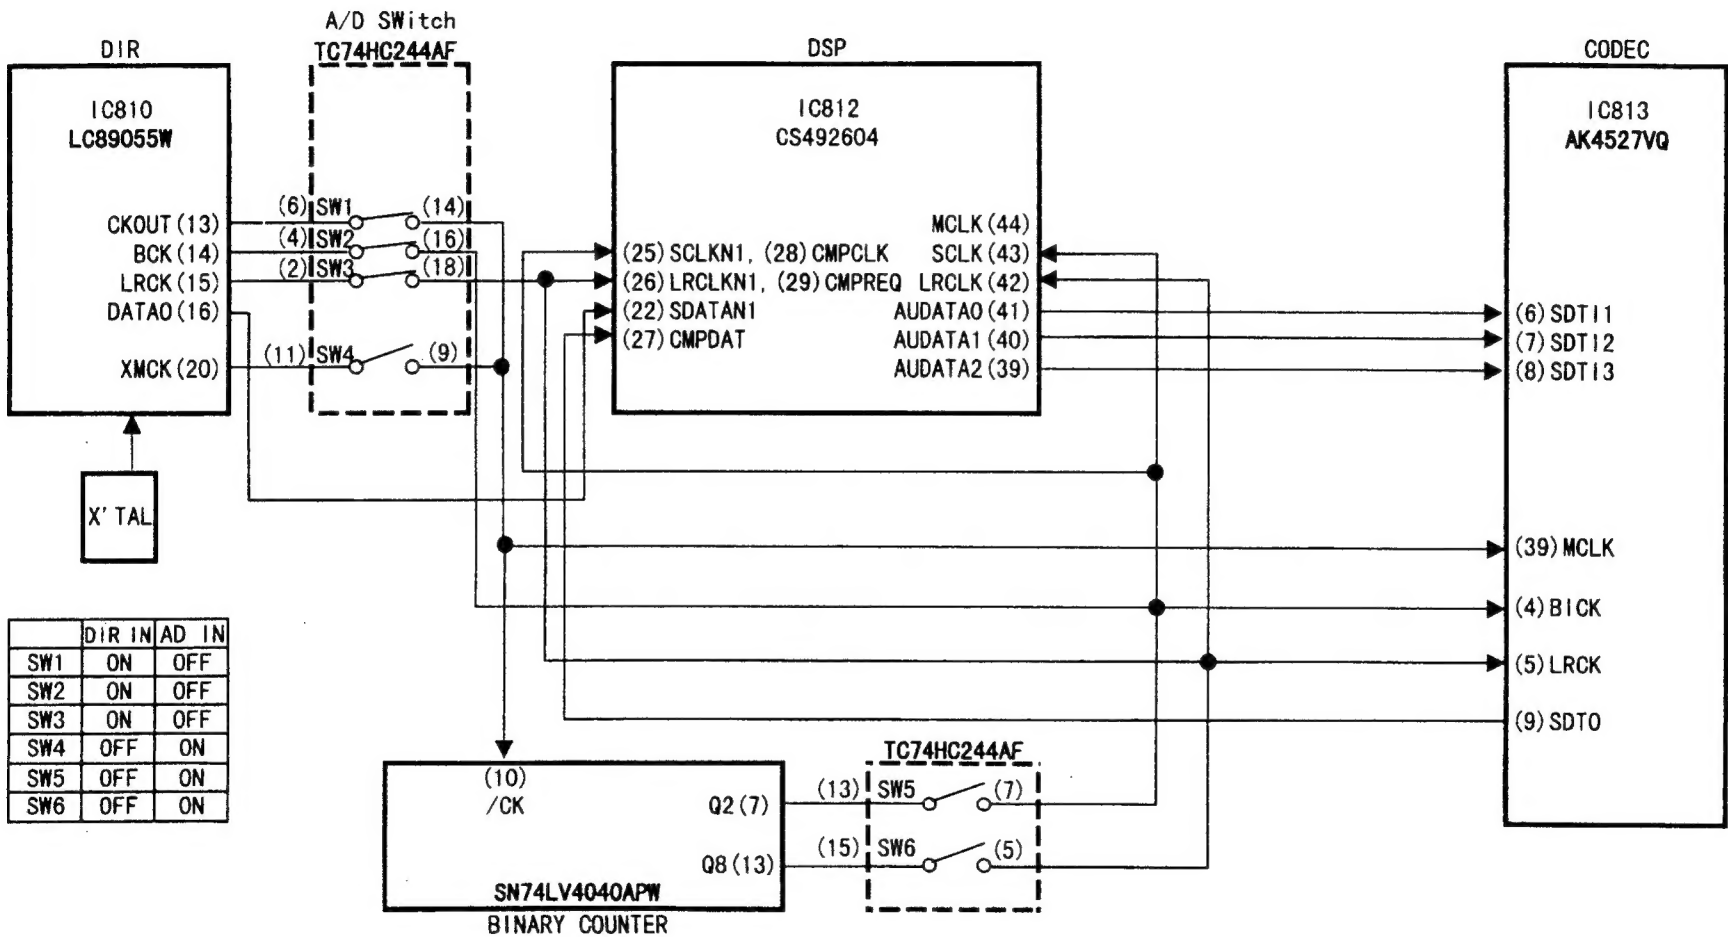 A/D SWitch
TC74HC244AF
DIR
IC810
LC89055W
CKOUT(13)
BCK(14)
LRCK(15)
DATAO(16)
XMCK(20)
X'TAL
(6) SW1 (14)
(4) SW2 (16)
(2) SW3 (18)
(11) SW4 (9)
DSP
IC812
CS492604
MCLK(44)
(25)SCLKN1, (28)CMPCLK SCLK(43)
(26)LRCLKN1, (29)CMPREQ LRCLK(42)
(22)SDATAN1 AUDATA0(41)
(27)CMPDAT AUDATA1(40)
AUDATA2(39)
CODEC
IC813
AK4527VQ
(6)SDTI1
(7)SDTI2
(8)SDTI3
(39)MCLK
(4)BICK
(5)LRCK
(9)SDTO
DIR IN AD IN
SW1 ON OFF
SW2 ON OFF
SW3 ON OFF
SW4 OFF ON
SW5 OFF ON
SW6 OFF ON
(10)
/CK
Q2(7)
Q8(13)
SN74LV4040APW
BINARY COUNTER
TC74HC244AF
(13) SW5 (7)
(15) SW6 (5)